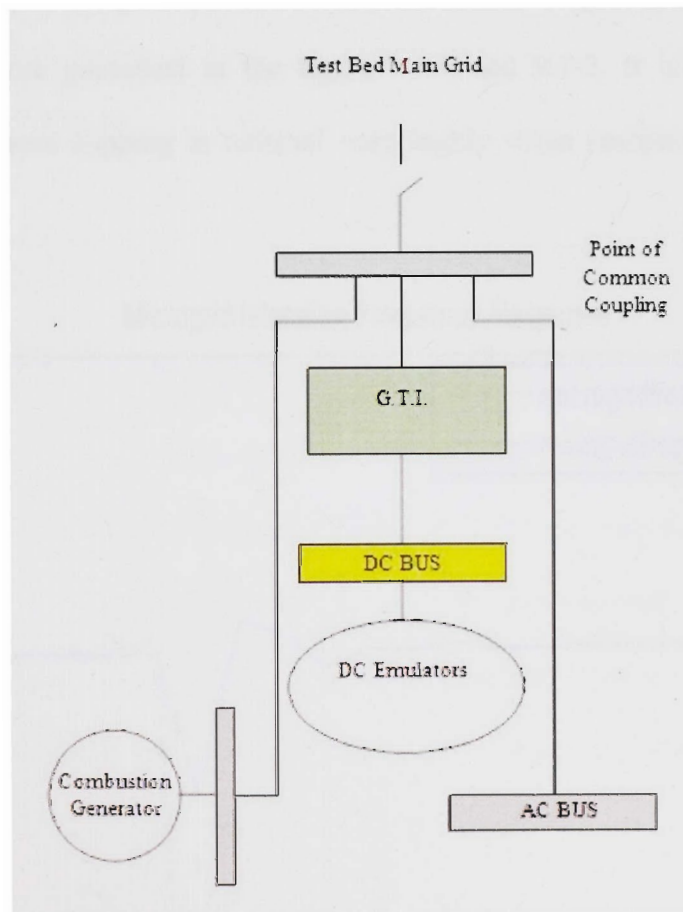 Test Bed Main Grid
Point of
Common
Coupling
G.T.I.
DC BUS
DC Emulators
Combustion
Generator
AC BUS